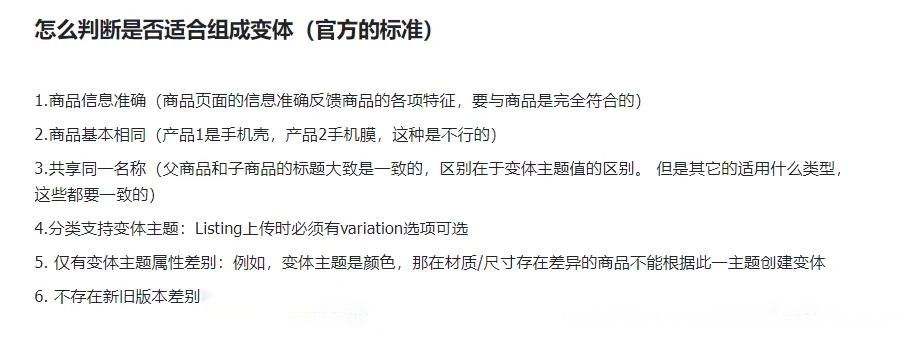 怎么判断是否适合组成变体（官方的标准）
1.商品信息准确（商品页面的信息准确反馈商品的各项特征，要与商品是完全符合的）
2.商品基本相同（产品1是手机壳，产品2手机膜，这种是不行的）
3.共享同一名称（父商品和子商品的标题大致是一致的，区别在于变体主题值的区别。 但是其它的适用什么类型，
这些都要一致的）
4.分类支持变体主题：Listing上传时必须有variation选项可选
5. 仅有变体主题属性差别：例如，变体主题是颜色，那在材质/尺寸存在差异的商品不能根据此一主题创建变体
6. 不存在新旧版本差别